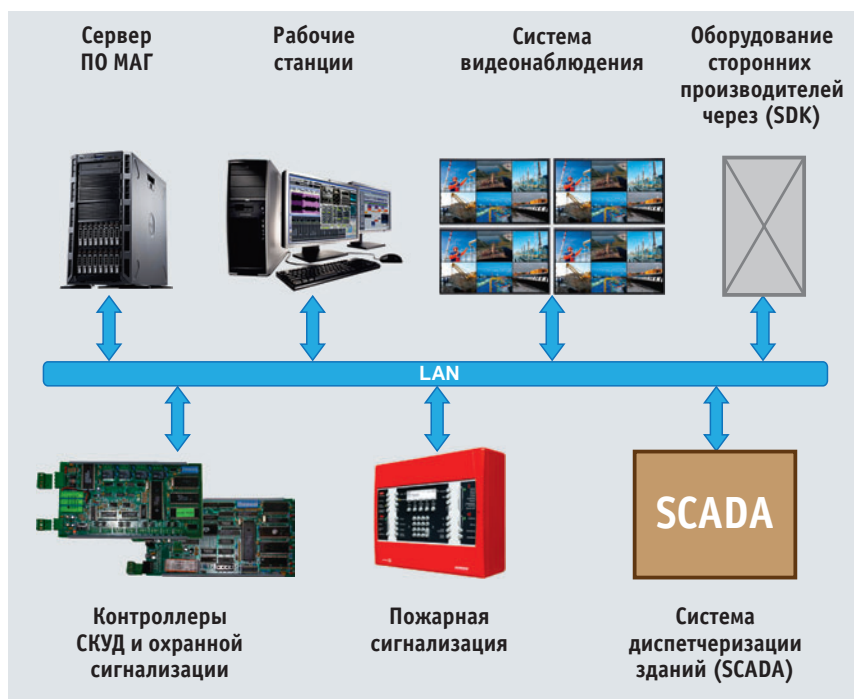 Сервер
ПО МАГ
Рабочие
станции
Система
видеонаблюдения
Оборудование
сторонних
производителей
через (SDK)
LAN
SCADA
Контроллеры
СКУД и охранной
сигнализации
Пожарная
сигнализация
Система
диспетчеризации
зданий (SCADA)